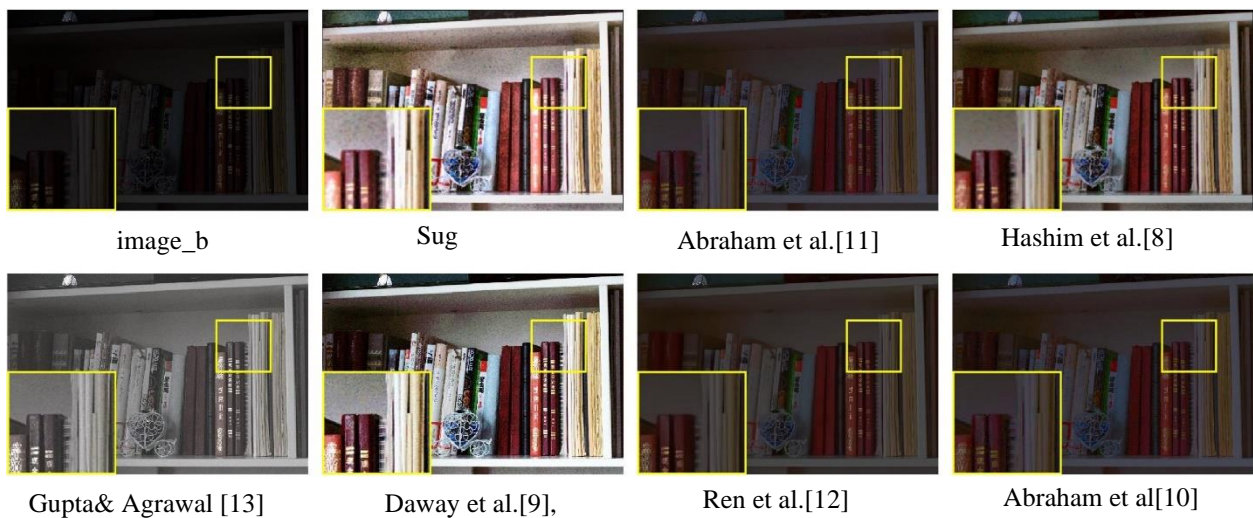 image_b
Sug
Abraham et al.[11]
Hashim et al.[8]
Gupta& Agrawal [13]
Daway et al.[9],
Ren et al.[12]
Abraham et al[10]